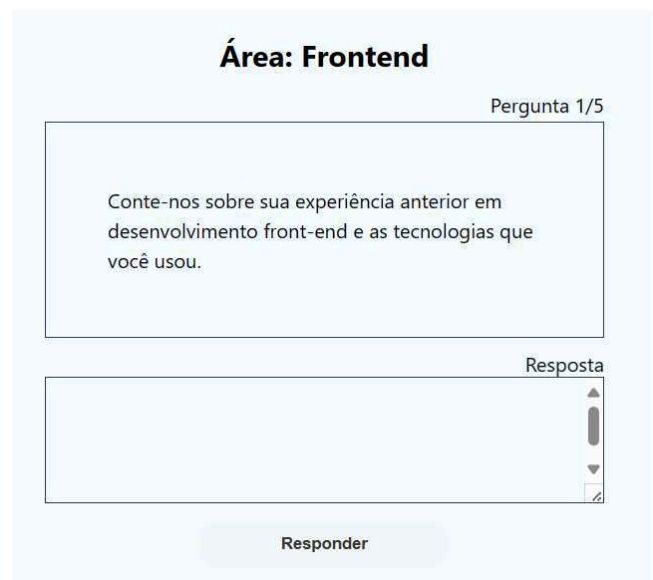 Área: Frontend
Pergunta 1/5
Conte-nos sobre sua experiência anterior em
desenvolvimento front-end e as tecnologias que
você usou.
Resposta
Responder